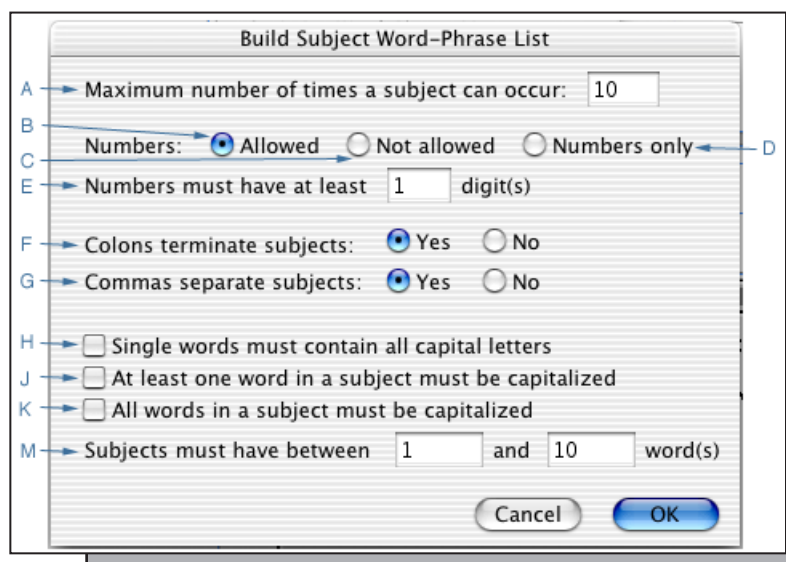 Build Subject Word-Phrase List
A Maximum number of times a subject can occur: 10
B
Numbers: Allowed Not allowed Numbers only D
C
E Numbers must have at least 1 digit(s)
F Colons terminate subjects: Yes No
G Commas separate subjects: Yes No
H Single words must contain all capital letters
J At least one word in a subject must be capitalized
K All words in a subject must be capitalized
M Subjects must have between 1 and 10 word(s)
Cancel OK